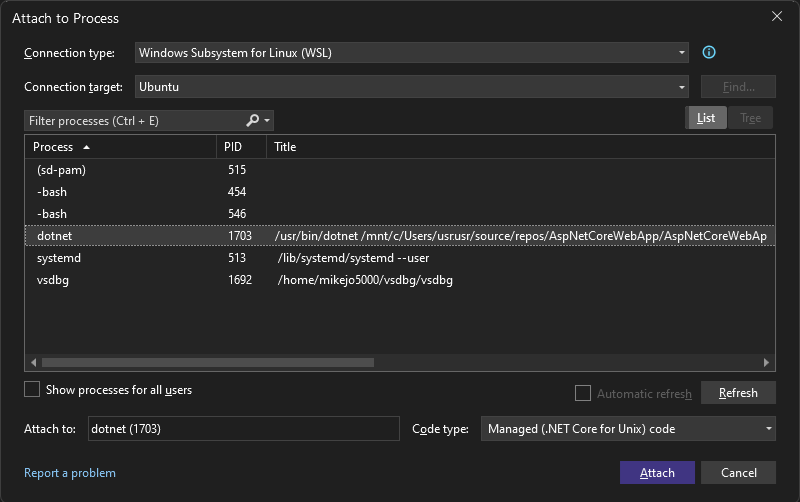 Attach to Process
Connection type: Windows Subsystem for Linux (WSL)
Connection target: Ubuntu Find...
Filter processes (Ctrl + E) List Tree
Process PID Title
(sd-pam) 515
-bash 454
-bash 546
dotnet 1703 /usr/bin/dotnet /mnt/c/Users/usrusr/source/repos/AspNetCoreWebApp/AspNetCoreWebAp
systemd 513 /lib/systemd/systemd --user
vsdbg 1692 /home/mikejo5000/vsdbg/vsdbg
Show processes for all users Automatic refresh Refresh
Attach to: dotnet (1703) Code type: Managed (.NET Core for Unix) code
Report a problem Attach Cancel